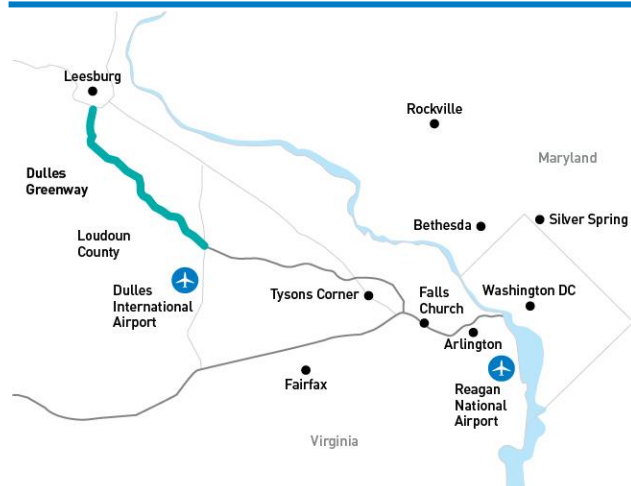 Leesburg
Rockville
Maryland
Dulles
Greenway
Bethesda
Silver Spring
Loudoun
County
Dulles
International
Airport
Tysons Corner
Falls
Church
Washington DC
Arlington
Fairfax
Reagan
National
Airport
Virginia